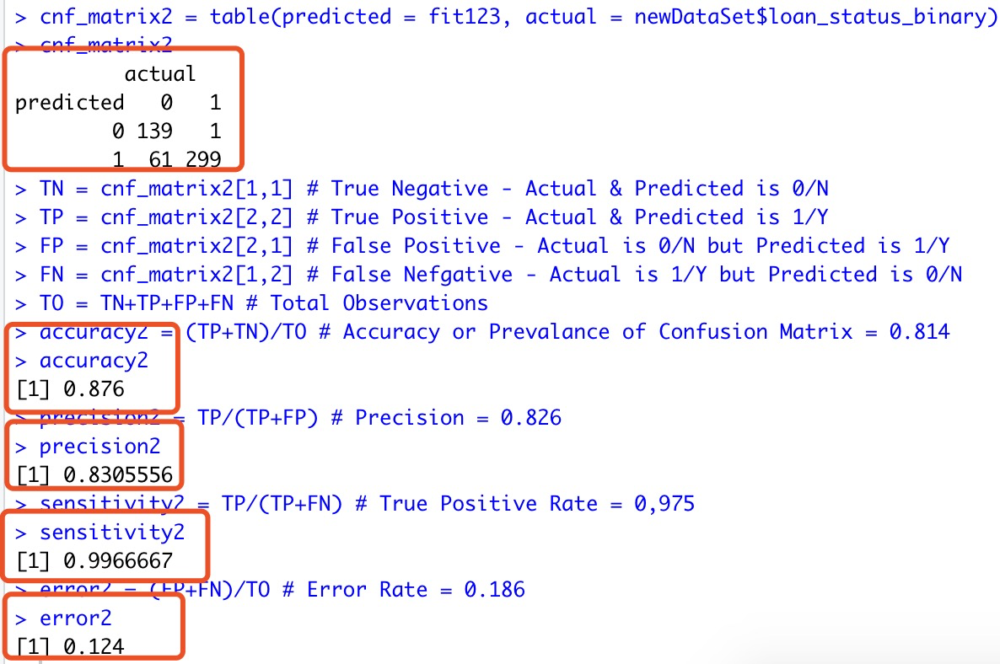 > cnf_matrix2 = table(predicted = fit123, actual = newDataSet$loan_status_binary)
> cnf_matrix2
actual
predicted 0 1
0 139 1
1 61 299
> TN = cnf_matrix2[1,1] # True Negative - Actual & Predicted is 0/N
> TP = cnf_matrix2[2,2] # True Positive - Actual & Predicted is 1/Y
> FP = cnf_matrix2[2,1] # False Positive - Actual is 0/N but Predicted is 1/Y
> FN = cnf_matrix2[1,2] # False Nefgative - Actual is 1/Y but Predicted is 0/N
> TO = TN+TP+FP+FN # Total Observations
> accuracy2 = (TP+TN)/TO # Accuracy or Prevalance of Confusion Matrix = 0.814
> accuracy2
[1] 0.876
> precision2 = TP/(TP+FP) # Precision = 0.826
> precision2
[1] 0.8305556
> sensitivity2 = TP/(TP+FN) # True Positive Rate = 0,975
> sensitivity2
[1] 0.9966667
> error2 = (FP+FN)/TO # Error Rate = 0.186
> error2
[1] 0.124